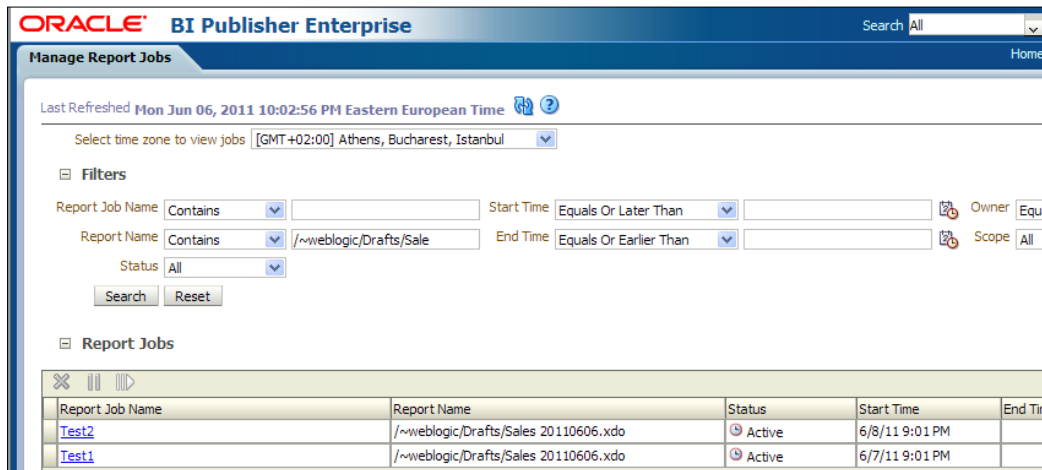 ORACLE BI Publisher Enterprise Search All
Manage Report Jobs Home
Last Refreshed Mon Jun 06, 2011 10:02:56 PM Eastern European Time
Select time zone to view jobs [GMT+02:00] Athens, Bucharest, Istanbul
Filters
Report Job Name Contains Start Time Equals Or Later Than Owner Equ
Report Name Contains /~weblogic/Drafts/Sale End Time Equals Or Earlier Than Scope All
Status All
Search Reset
Report Jobs
Report Job Name Report Name Status Start Time End Ti
Test2 /~weblogic/Drafts/Sales 20110606.xdo Active 6/8/11 9:01 PM
Test1 /~weblogic/Drafts/Sales 20110606.xdo Active 6/7/11 9:01 PM